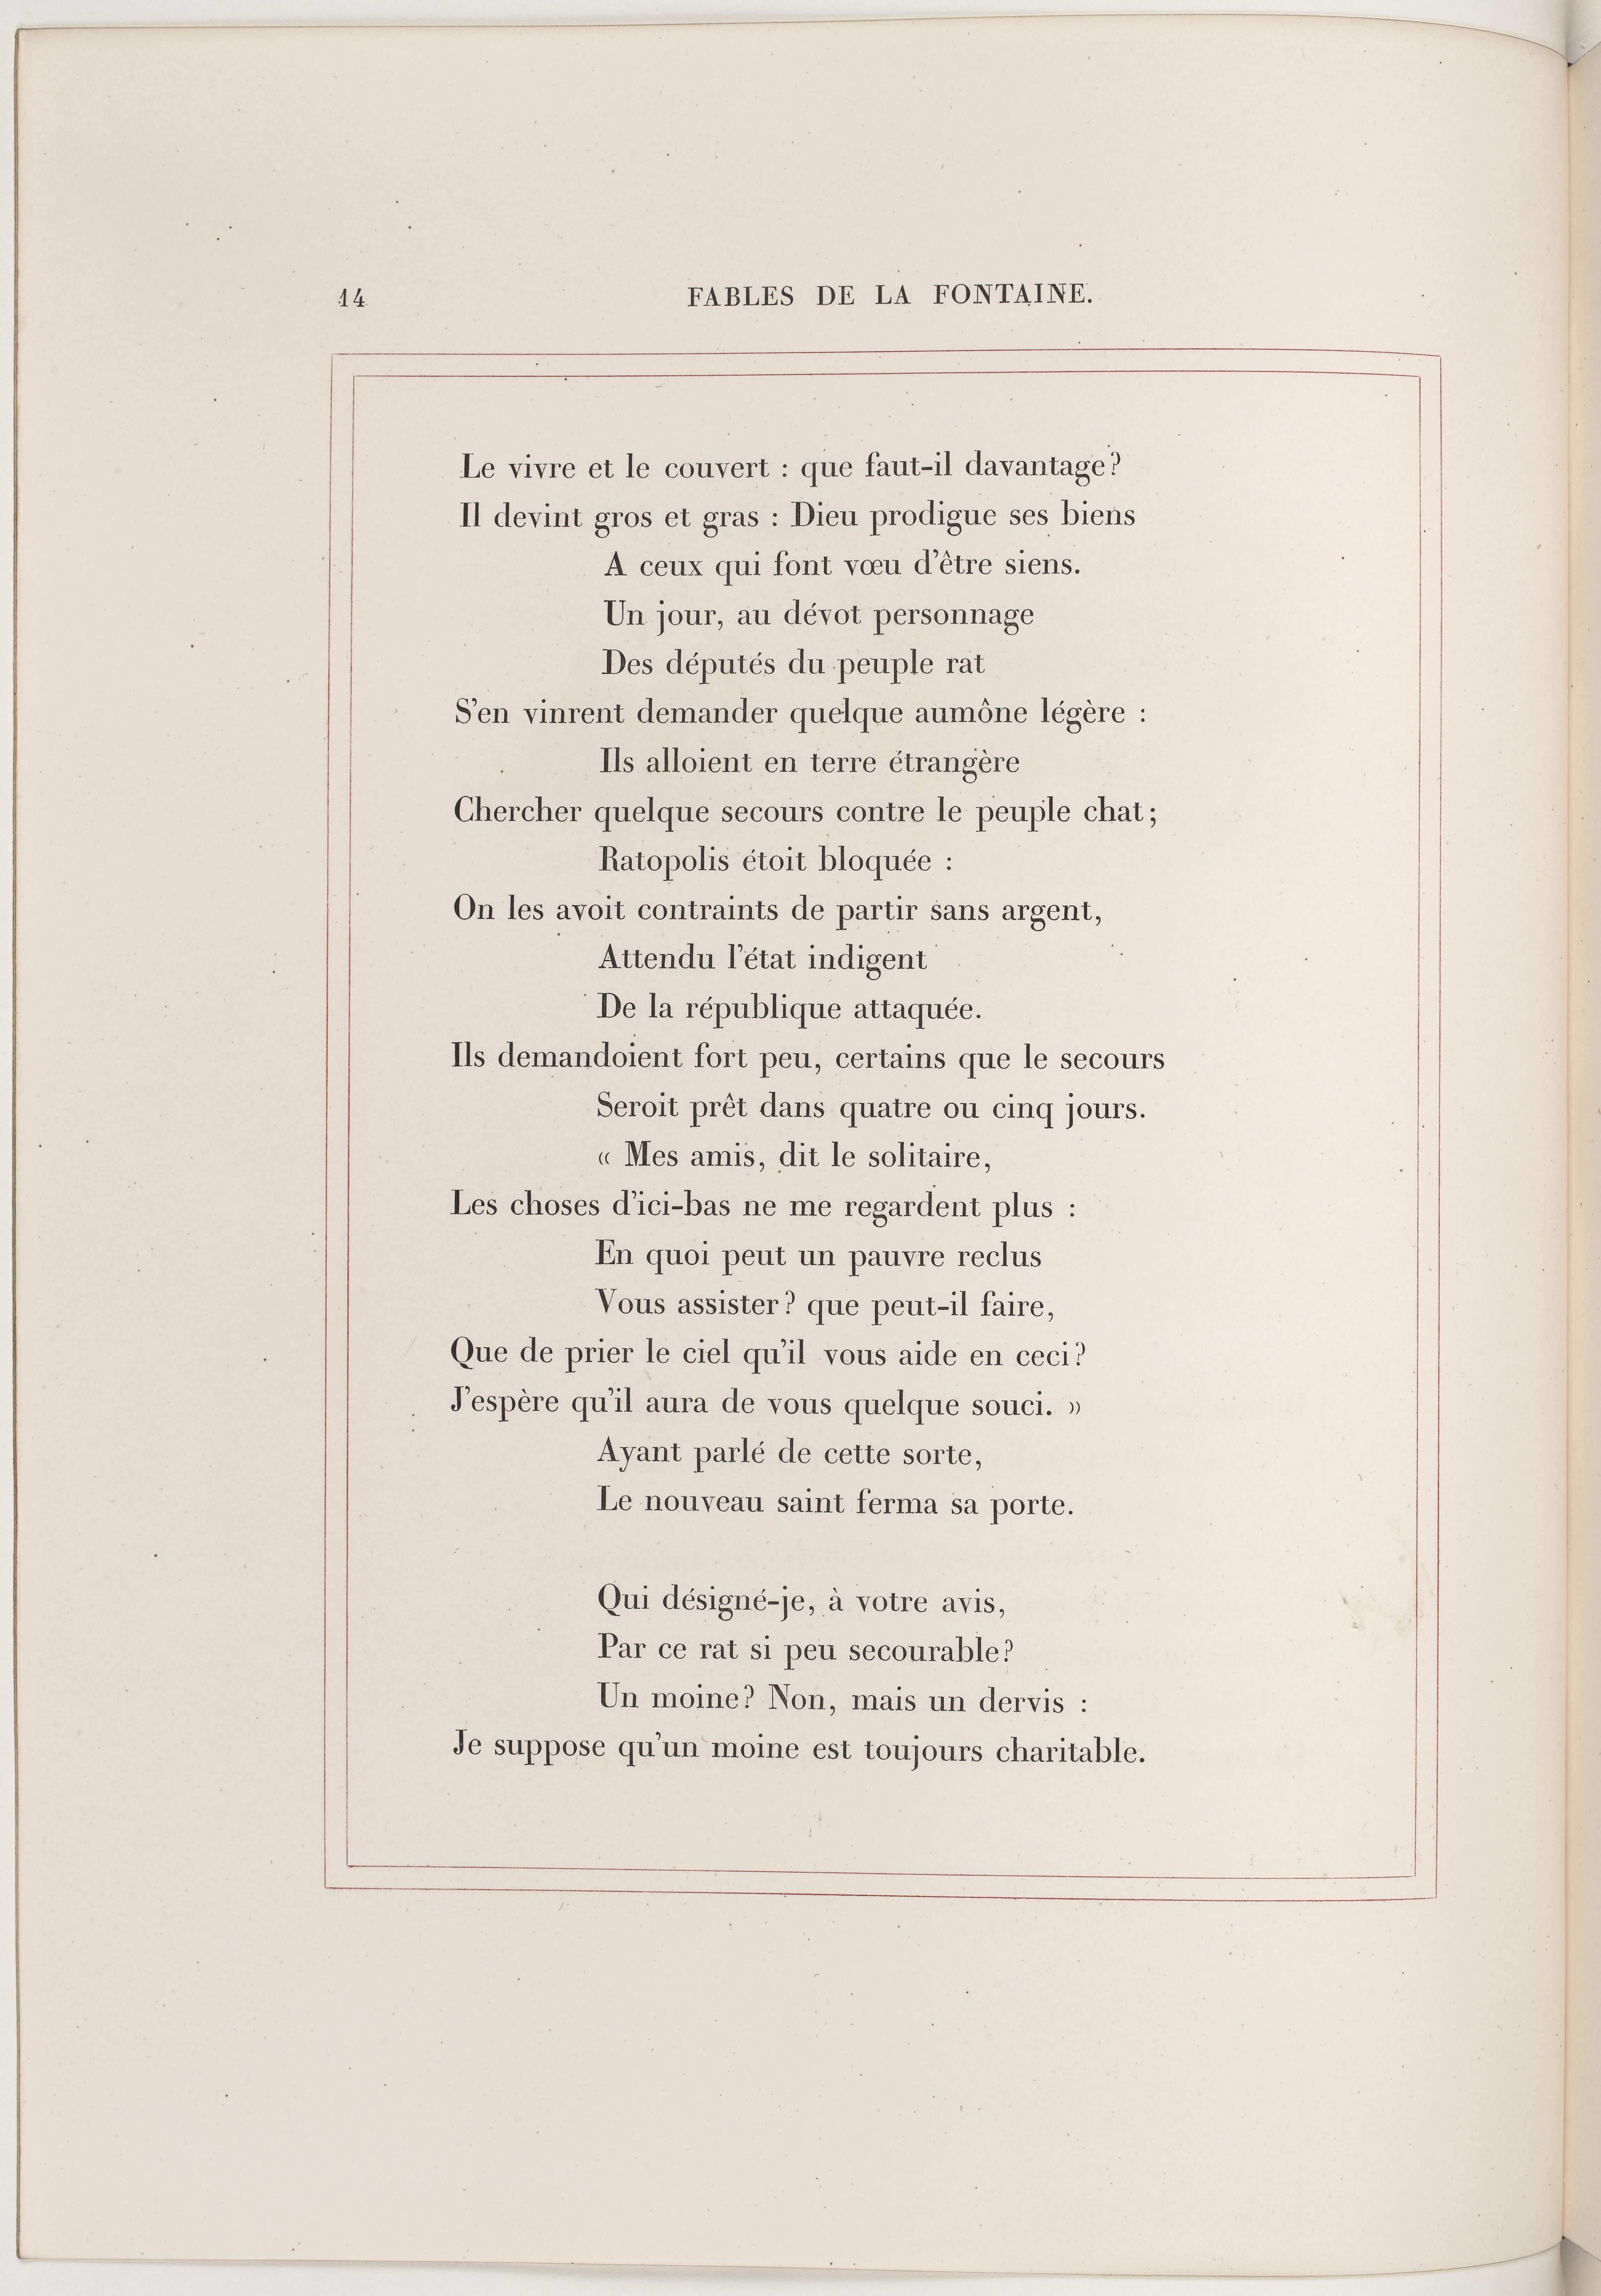 14
FABLES DE LA FONTAINE.
Le vivre et le couvert : que faut-il davantage?
Il devint gros et gras : Dieu prodigue ses biens
A ceux qui font vœu d'être siens.
Un jour, au dévot personnage
Des députés du peuple rat
S'en vinrent demander quelque aumône légère :
Ils alloient en terre étrangère
Chercher quelque secours contre le peuple chat;
Ratopolis étoit bloquée :
On les avoit contraints de partir sans argent,
Attendu l'état indigent
De la république attaquée.
Ils demandoient fort peu, certains que le secours
Seroit prêt dans quatre ou cinq jours.
« Mes amis, dit le solitaire,
Les choses d'ici-bas ne me regardent plus :
En quoi peut un pauvre reclus
Vous assister? que peut-il faire,
Que de prier le ciel qu'il vous aide en ceci?
J'espère qu'il aura de vous quelque souci. »
Ayant parlé de cette sorte,
Le nouveau saint ferma sa porte.
Qui désigné-je, à votre avis,
Par ce rat si peu secourable?
Un moine? Non, mais un dervis :
Je suppose qu'un moine est toujours charitable.